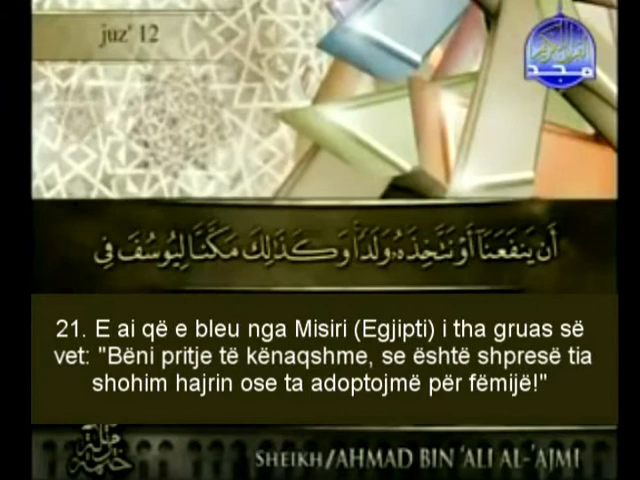 juz' 12
مجد
أَن يَنفَعَنَآ أَوْ نَتَّخِذَهُۥ وَلَدًا ۚ وَكَذَٰلِكَ مَكَّنَّا لِيُوسُفَ فِي
21. E ai që e bleu nga Misiri (Egjipti) i tha gruas së
vet: "Bëni pritje të kënaqshme, se është shpresë tia
shohim hajrin ose ta adoptojmë për fëmijë!"
SHEIKH/AHMAD BIN 'ALI AL-'AJMI